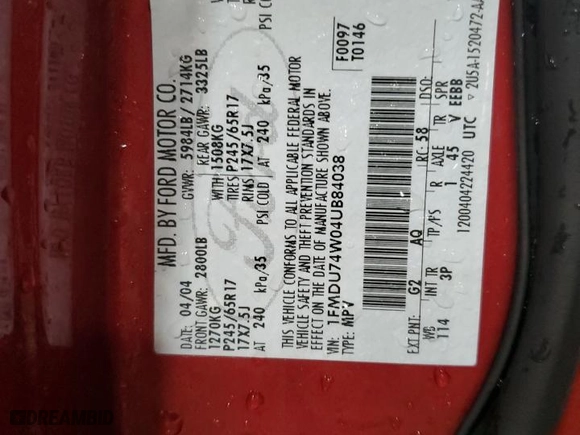 MFD. BY FORD MOTOR CO.
DATE: 04/04 GVWR: 5984LB/ 2714KG
FRONT GAWR: 2800LB REAR GAWR: 3325LB
1270KG WITH 1508KG
P245/65R17 TIRES P245/65R17
17X7.5J RIMS 17X7.5J
AT 240 kPa/35 PSI COLD AT 240 kPa/35 PSI COLD
THIS VEHICLE CONFORMS TO ALL APPLICABLE FEDERAL MOTOR
VEHICLE SAFETY AND THEFT PREVENTION STANDARDS IN
EFFECT ON THE DATE OF MANUFACTURE SHOWN ABOVE.
VIN: 1FMDU74W04UB84038
TYPE: MPV
F0097
T0146
EXT PNT: G2 AQ RC: 58 DSO:
WB INT TR TP/PS R AXLE TR SPR
114 3P 1 45 V EEBB
1200404224420 UTC
Ford
DREAMBID